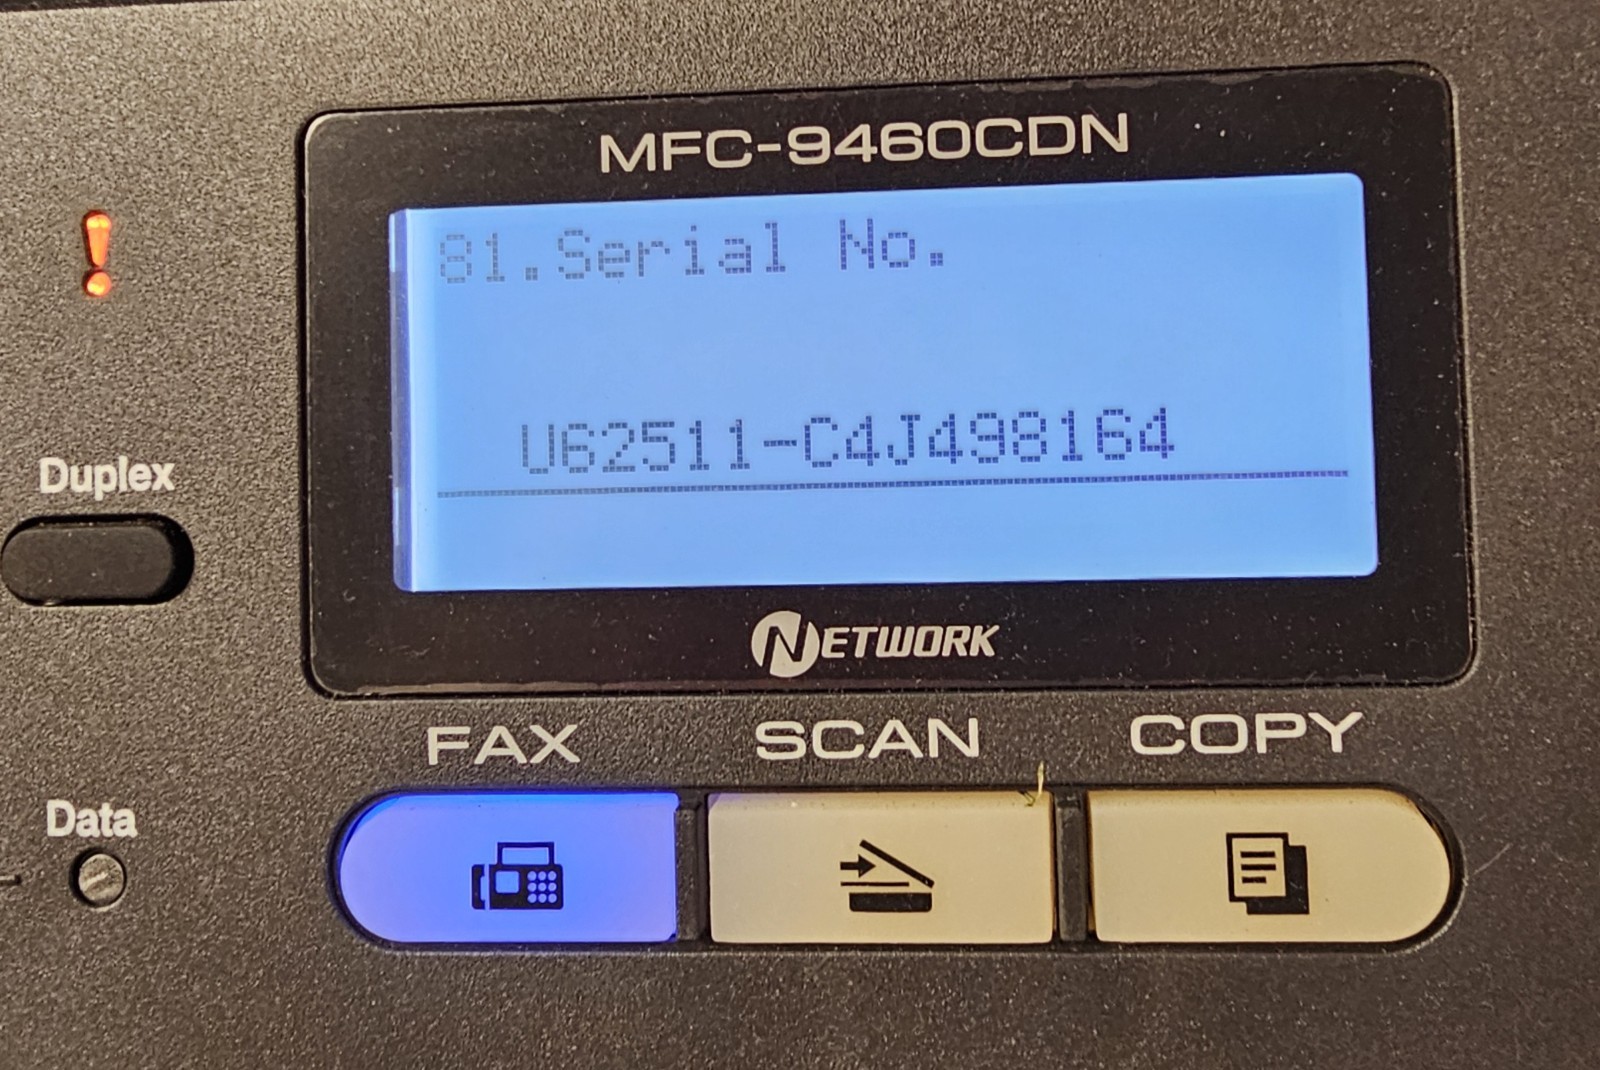 MFC-9460CDN
81.Serial No.
U62511-C4J498164
NETWORK
Duplex
FAX
SCAN
COPY
Data